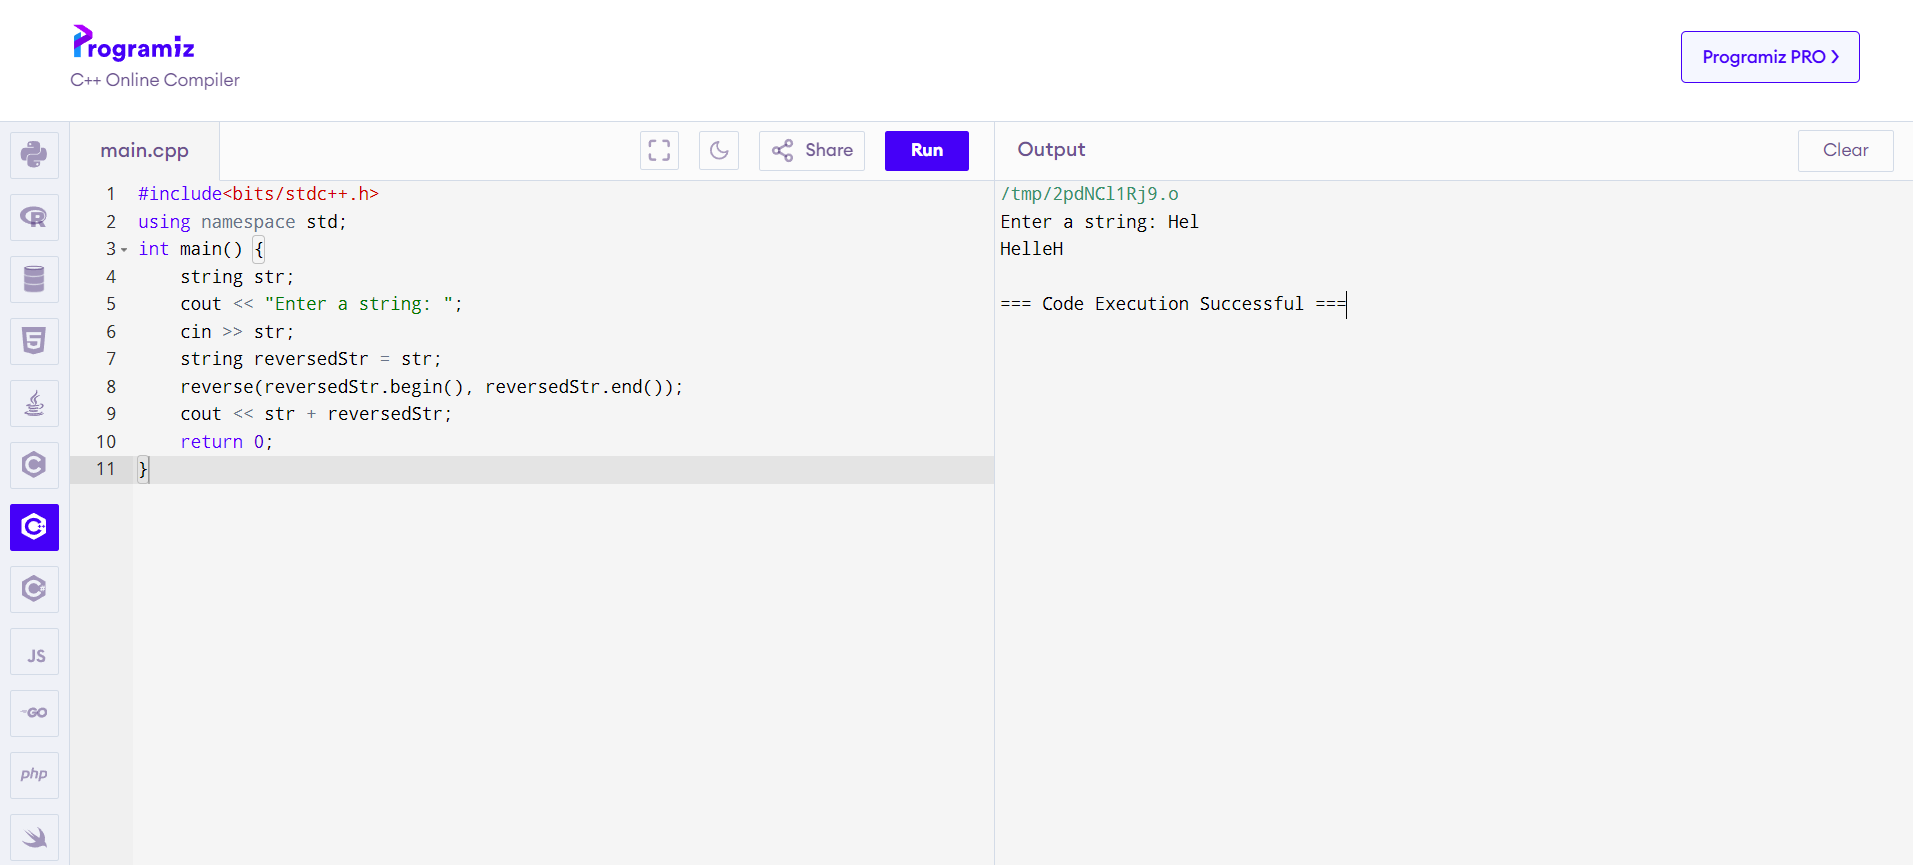 Programiz
C++ Online Compiler
Programiz PRO
main.cpp
Share
Run
Output
Clear
1 #include<bits/stdc++.h>
2 using namespace std;
3 int main() {
4     string str;
5     cout << "Enter a string: ";
6     cin >> str;
7     string reversedStr = str;
8     reverse(reversedStr.begin(), reversedStr.end());
9     cout << str + reversedStr;
10     return 0;
11 }
/tmp/2pdNCl1Rj9.o
Enter a string: Hel
HelleH
=== Code Execution Successful ===
R
5
C
C++
C#
JS
GO
php